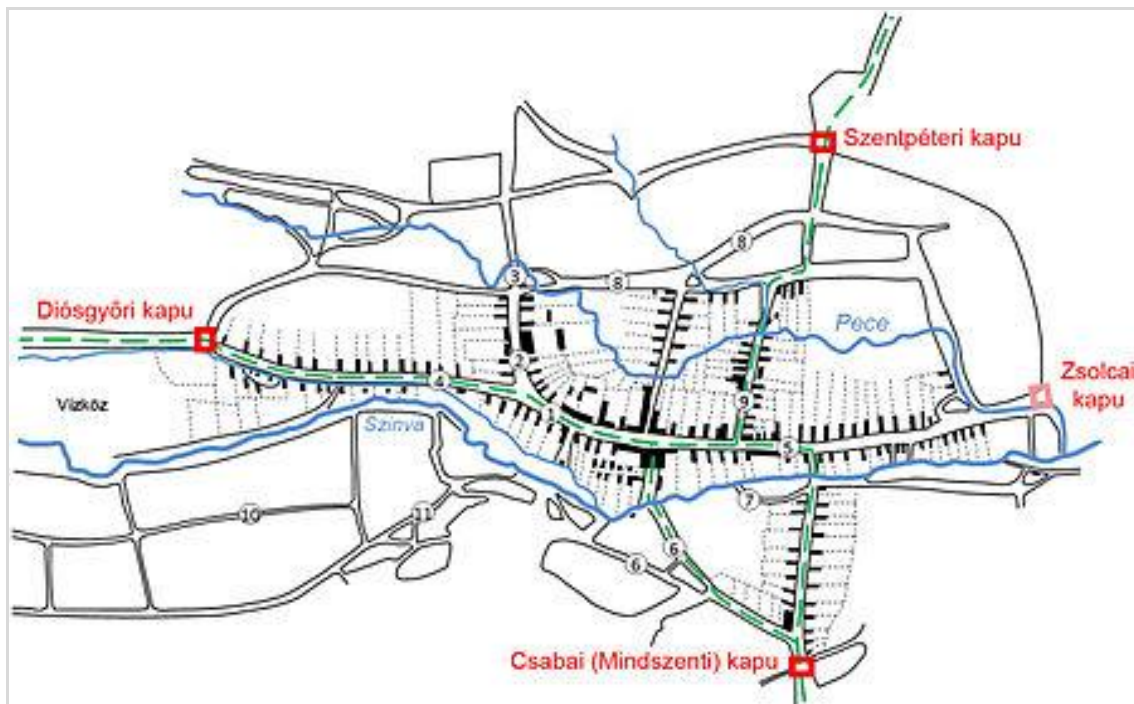 Szentpéteri kapu
8
3
8
Diósgyőri kapu
Pece
2
Zsolcai
kapu
4
Vízköz
9
1
Szinva
5
7
10
11
6
6
Csabai (Mindszenti) kapu